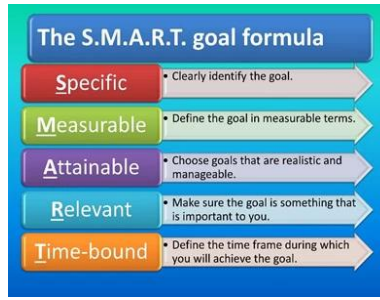 The S.M.A.R.T. goal formula
Specific
• Clearly identify the goal.
Measurable
• Define the goal in measurable terms.
Attainable
• Choose goals that are realistic and
manageable.
Relevant
• Make sure the goal is something that
is important to you.
Time-bound
• Define the time frame during which
you will achieve the goal.